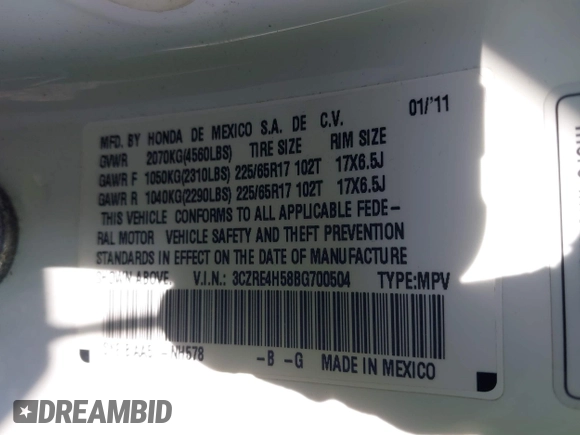 MFD. BY HONDA DE MEXICO S.A. DE C.V. 01/'11
GVWR 2070KG(4560LBS) TIRE SIZE RIM SIZE
GAWR F 1050KG(2310LBS) 225/65R17 102T 17X6.5J
GAWR R 1040KG(2290LBS) 225/65R17 102T 17X6.5J
THIS VEHICLE CONFORMS TO ALL APPLICABLE FEDE-
RAL MOTOR VEHICLE SAFETY AND THEFT PREVENTION
STANDARDS IN EFFECT ON THE DATE OF MANUFACTURE
SHOWN ABOVE. V.I.N.: 3CZRE4H58BG700504 TYPE:MPV
NH578 -B -G MADE IN MEXICO
DREAMBID